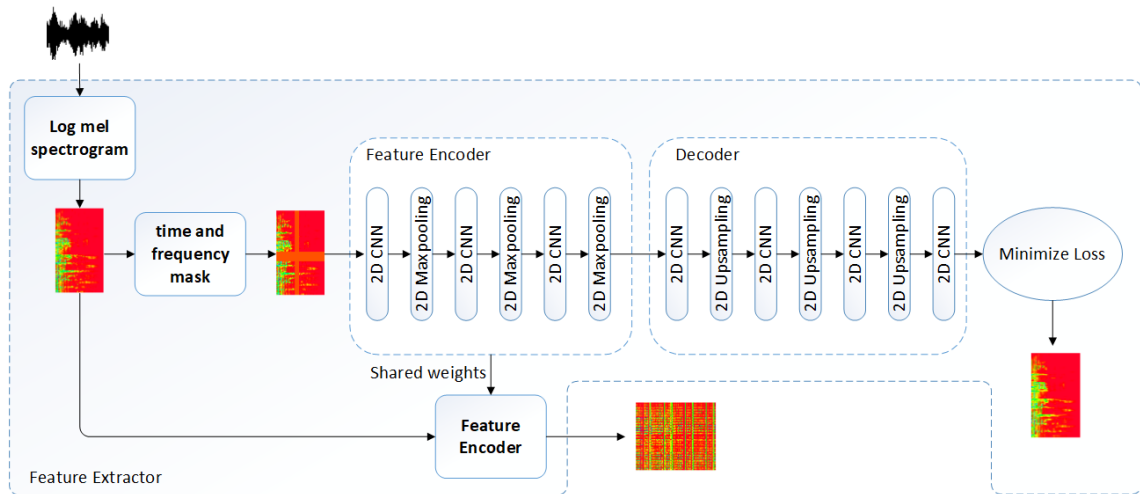 Log mel
spectrogram
time and
frequency
mask
Feature Encoder
2D CNN
2D Maxpooling
2D CNN
2D Maxpooling
2D CNN
2D Maxpooling
Decoder
2D CNN
2D Upsampling
2D CNN
2D Upsampling
2D CNN
2D Upsampling
2D CNN
Minimize Loss
Shared weights
Feature
Encoder
Feature Extractor